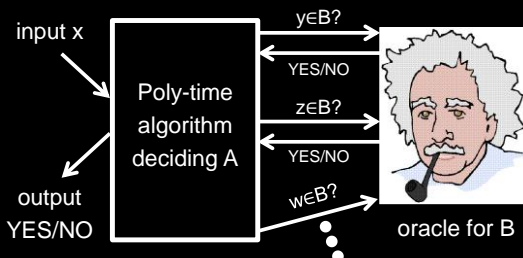 input x
Poly-time
algorithm
deciding A
output
YES/NO
y∈B?
YES/NO
z∈B?
YES/NO
w∈B?
oracle for B